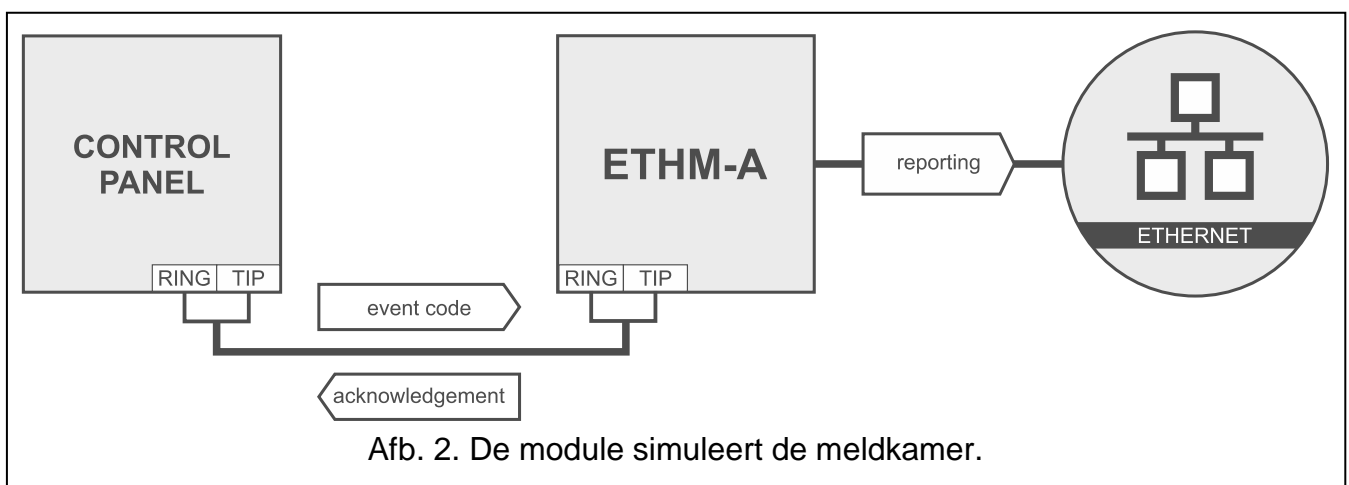 CONTROL
PANEL
RING TIP
event code
acknowledgement
ETHM-A
RING TIP
reporting
ETHERNET
Afb. 2. De module simuleert de meldkamer.